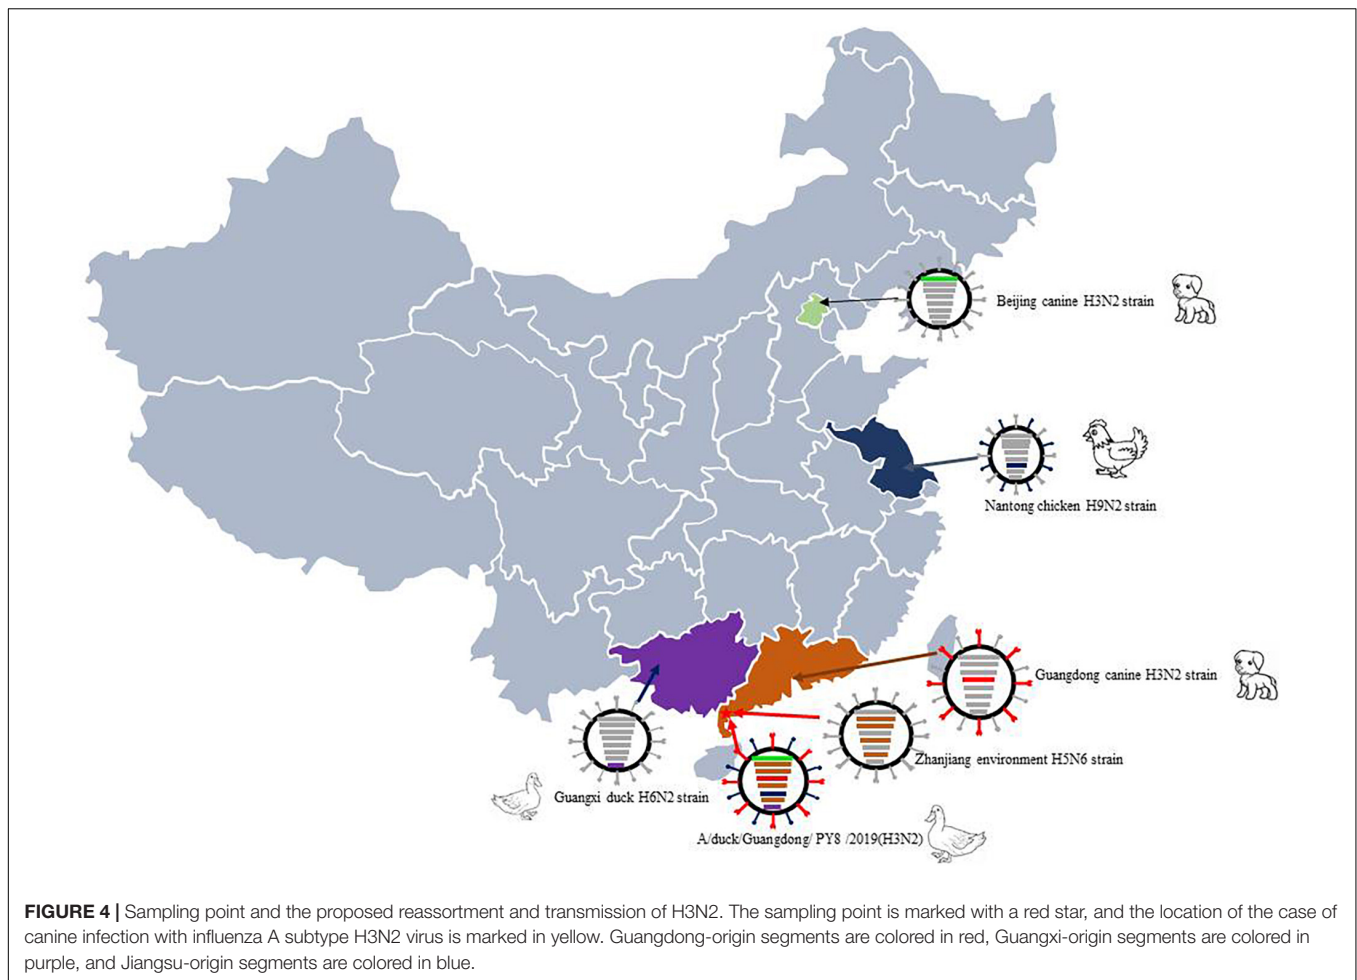 Beijing canine H3N2 strain
Nantong chicken H9N2 strain
Guangdong canine H3N2 strain
Zhanjiang environment H5N6 strain
Guangxi duck H6N2 strain
A/duck/Guangdong/ PY8 /2019(H3N2)
FIGURE 4 | Sampling point and the proposed reassortment and transmission of H3N2. The sampling point is marked with a red star, and the location of the case of
canine infection with influenza A subtype H3N2 virus is marked in yellow. Guangdong-origin segments are colored in red, Guangxi-origin segments are colored in
purple, and Jiangsu-origin segments are colored in blue.